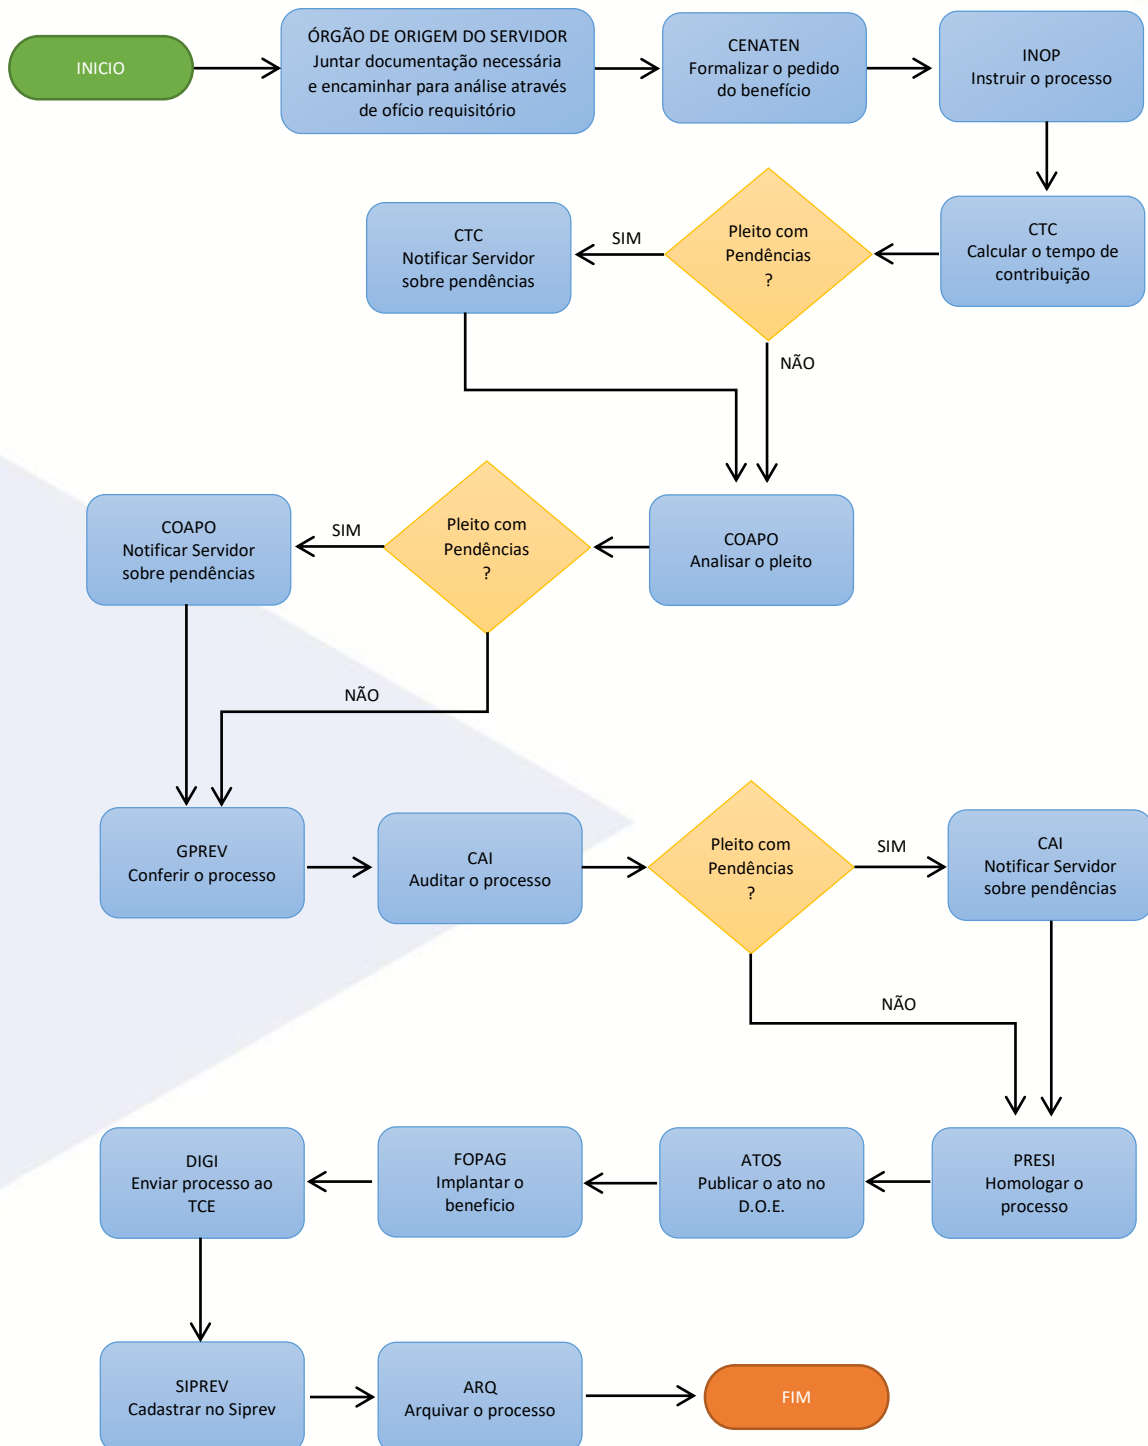 INICIO
ÓRGÃO DE ORIGEM DO SERVIDOR
Juntar documentação necessária
e encaminhar para análise através
de ofício requisitório
CENATEN
Formalizar o pedido
do benefício
INOP
Instruir o processo
CTC
Calcular o tempo de
contribuição
Pleito com
Pendências
?
SIM
CTC
Notificar Servidor
sobre pendências
NÃO
COAPO
Analisar o pleito
Pleito com
Pendências
?
SIM
COAPO
Notificar Servidor
sobre pendências
NÃO
GPREV
Conferir o processo
CAI
Auditar o processo
Pleito com
Pendências
?
SIM
CAI
Notificar Servidor
sobre pendências
NÃO
PRESI
Homologar o
processo
ATOS
Publicar o ato no
D.O.E.
FOPAG
Implantar o
beneficio
DIGI
Enviar processo ao
TCE
SIPREV
Cadastrar no Siprev
ARQ
Arquivar o processo
FIM